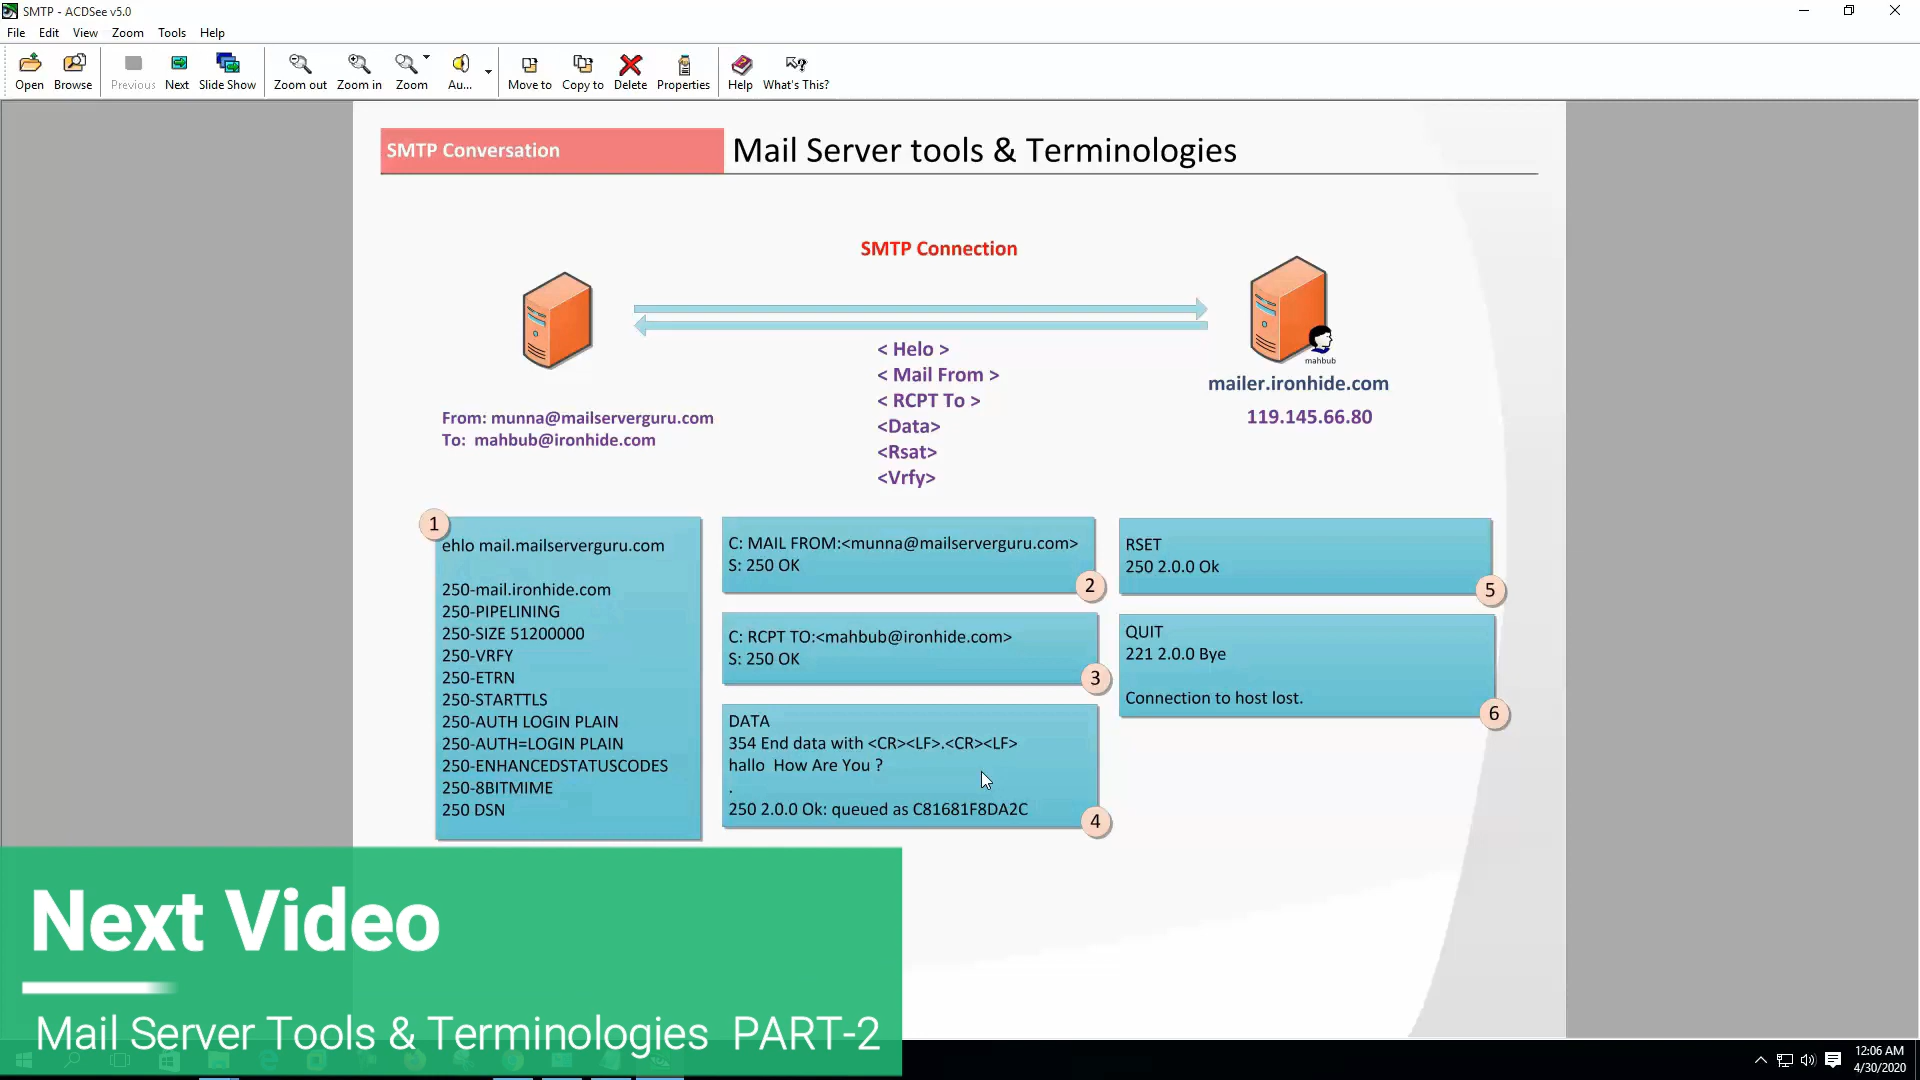 SMTP - ACDSee v5.0
File Edit View Zoom Tools Help
Open Browse Previous Next Slide Show Zoom out Zoom in Zoom Au... Move to Copy to Delete Properties Help What's This?
SMTP Conversation
Mail Server tools & Terminologies
SMTP Connection
< Helo >
< Mail From >
< RCPT To >
<Data>
<Rsat>
<Vrfy>
mahbub
mailer.ironhide.com
119.145.66.80
From: munna@mailserverguru.com
To: mahbub@ironhide.com
1
ehlo mail.mailserverguru.com
250-mail.ironhide.com
250-PIPELINING
250-SIZE 51200000
250-VRFY
250-ETRN
250-STARTTLS
250-AUTH LOGIN PLAIN
250-AUTH=LOGIN PLAIN
250-ENHANCEDSTATUSCODES
250-8BITMIME
250 DSN
C: MAIL FROM:<munna@mailserverguru.com>
S: 250 OK
2
C: RCPT TO:<mahbub@ironhide.com>
S: 250 OK
3
DATA
354 End data with <CR><LF>.<CR><LF>
hallo How Are You ?
.
250 2.0.0 Ok: queued as C81681F8DA2C
4
RSET
250 2.0.0 Ok
5
QUIT
221 2.0.0 Bye
Connection to host lost.
6
Next Video
Mail Server Tools & Terminologies PART-2
12:06 AM
4/30/2020